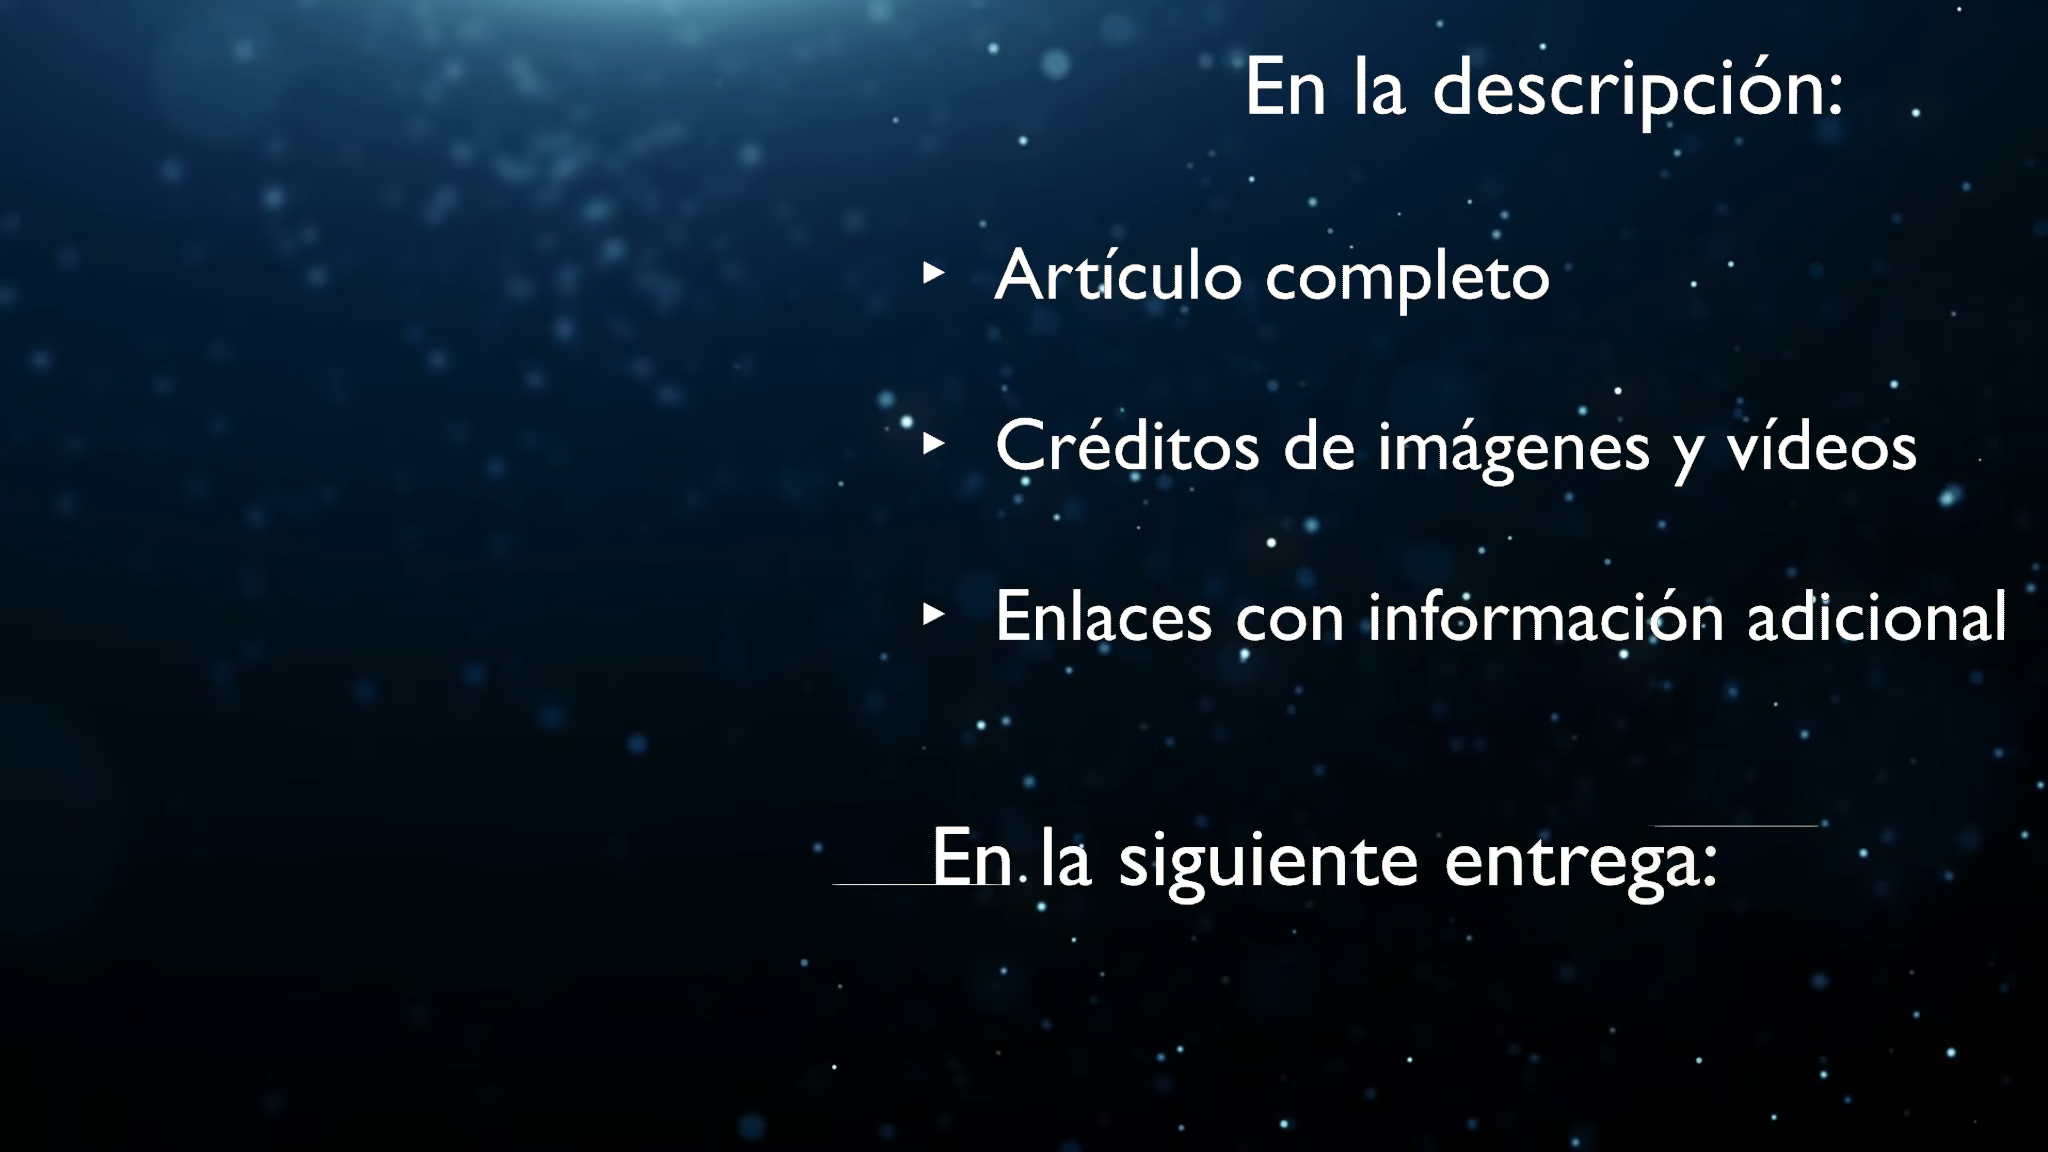 En la descripción:
▸ Artículo completo
▸ Créditos de imágenes y vídeos
▸ Enlaces con información adicional
En la siguiente entrega: